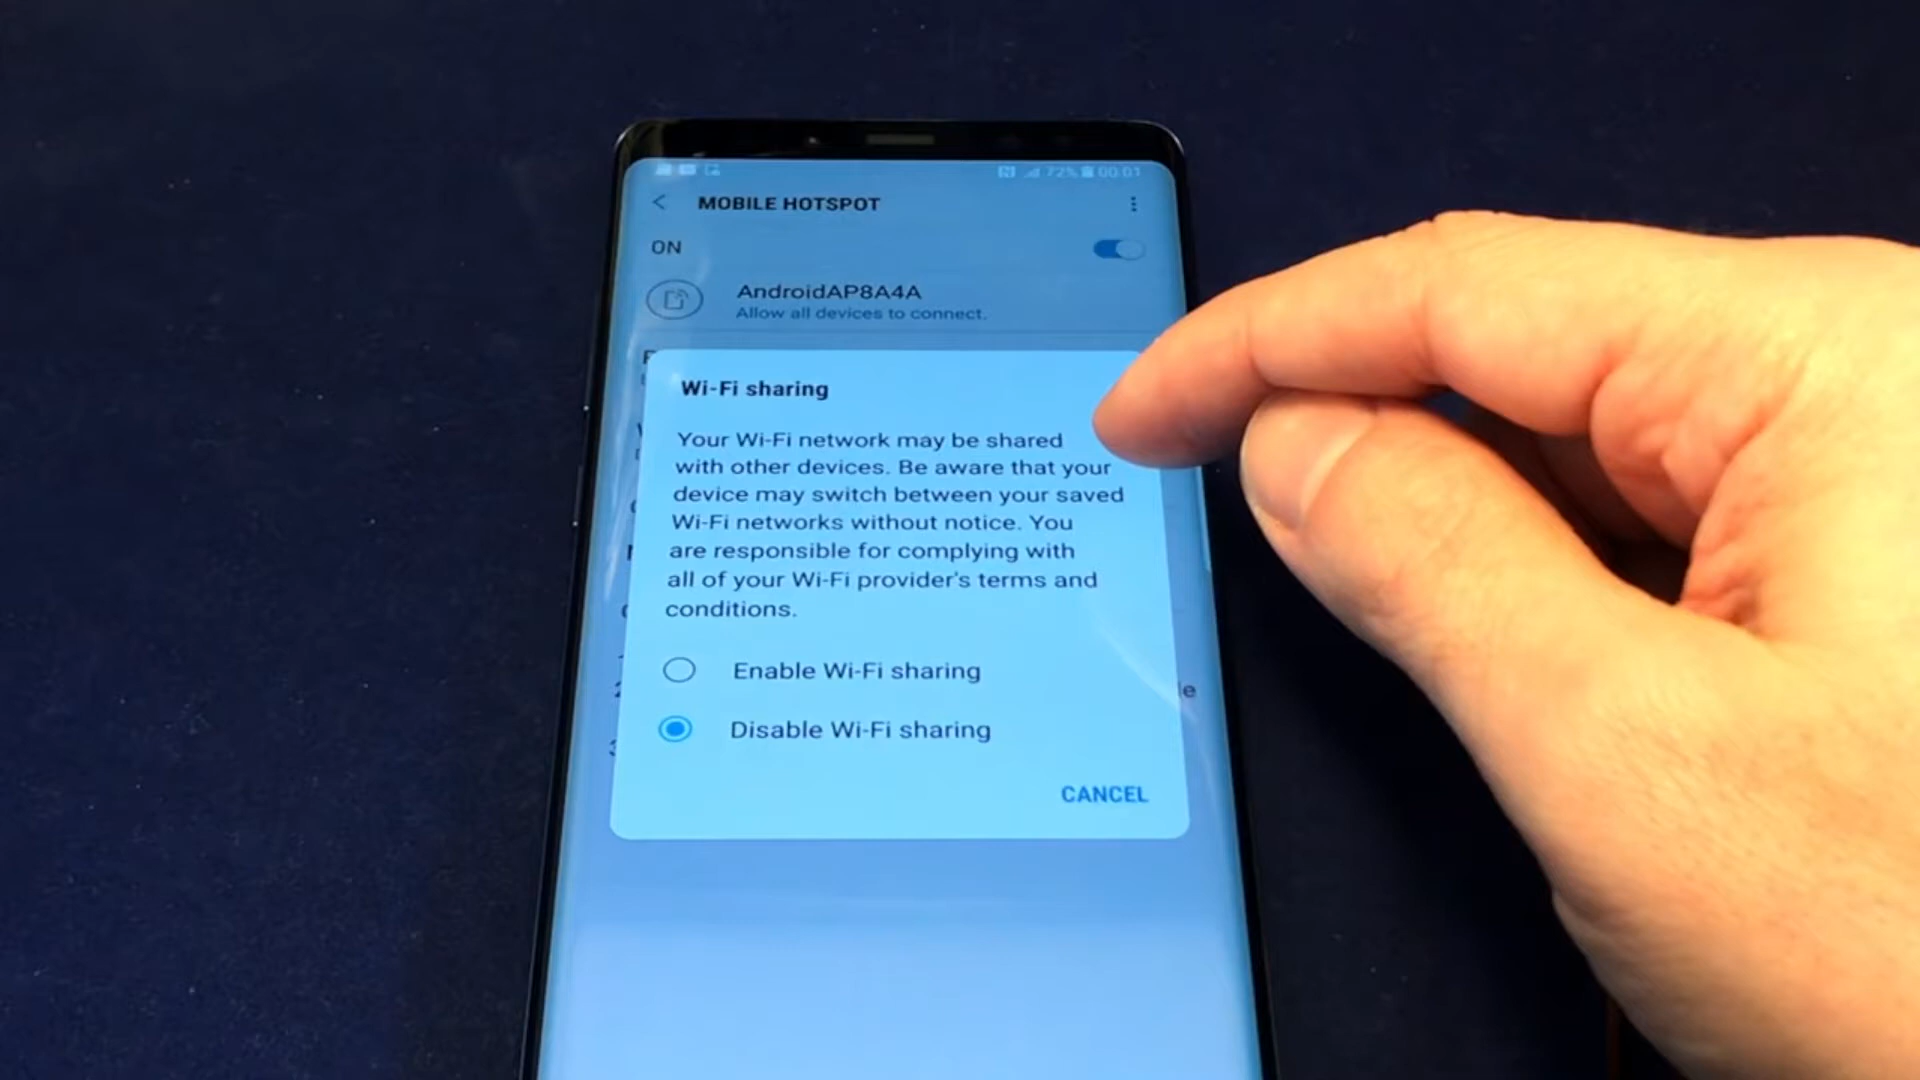 72% 00:01
MOBILE HOTSPOT
ON
AndroidAP8A4A
Allow all devices to connect.
Wi-Fi sharing
Your Wi-Fi network may be shared
with other devices. Be aware that your
device may switch between your saved
Wi-Fi networks without notice. You
are responsible for complying with
all of your Wi-Fi provider's terms and
conditions.
Enable Wi-Fi sharing
Disable Wi-Fi sharing
CANCEL